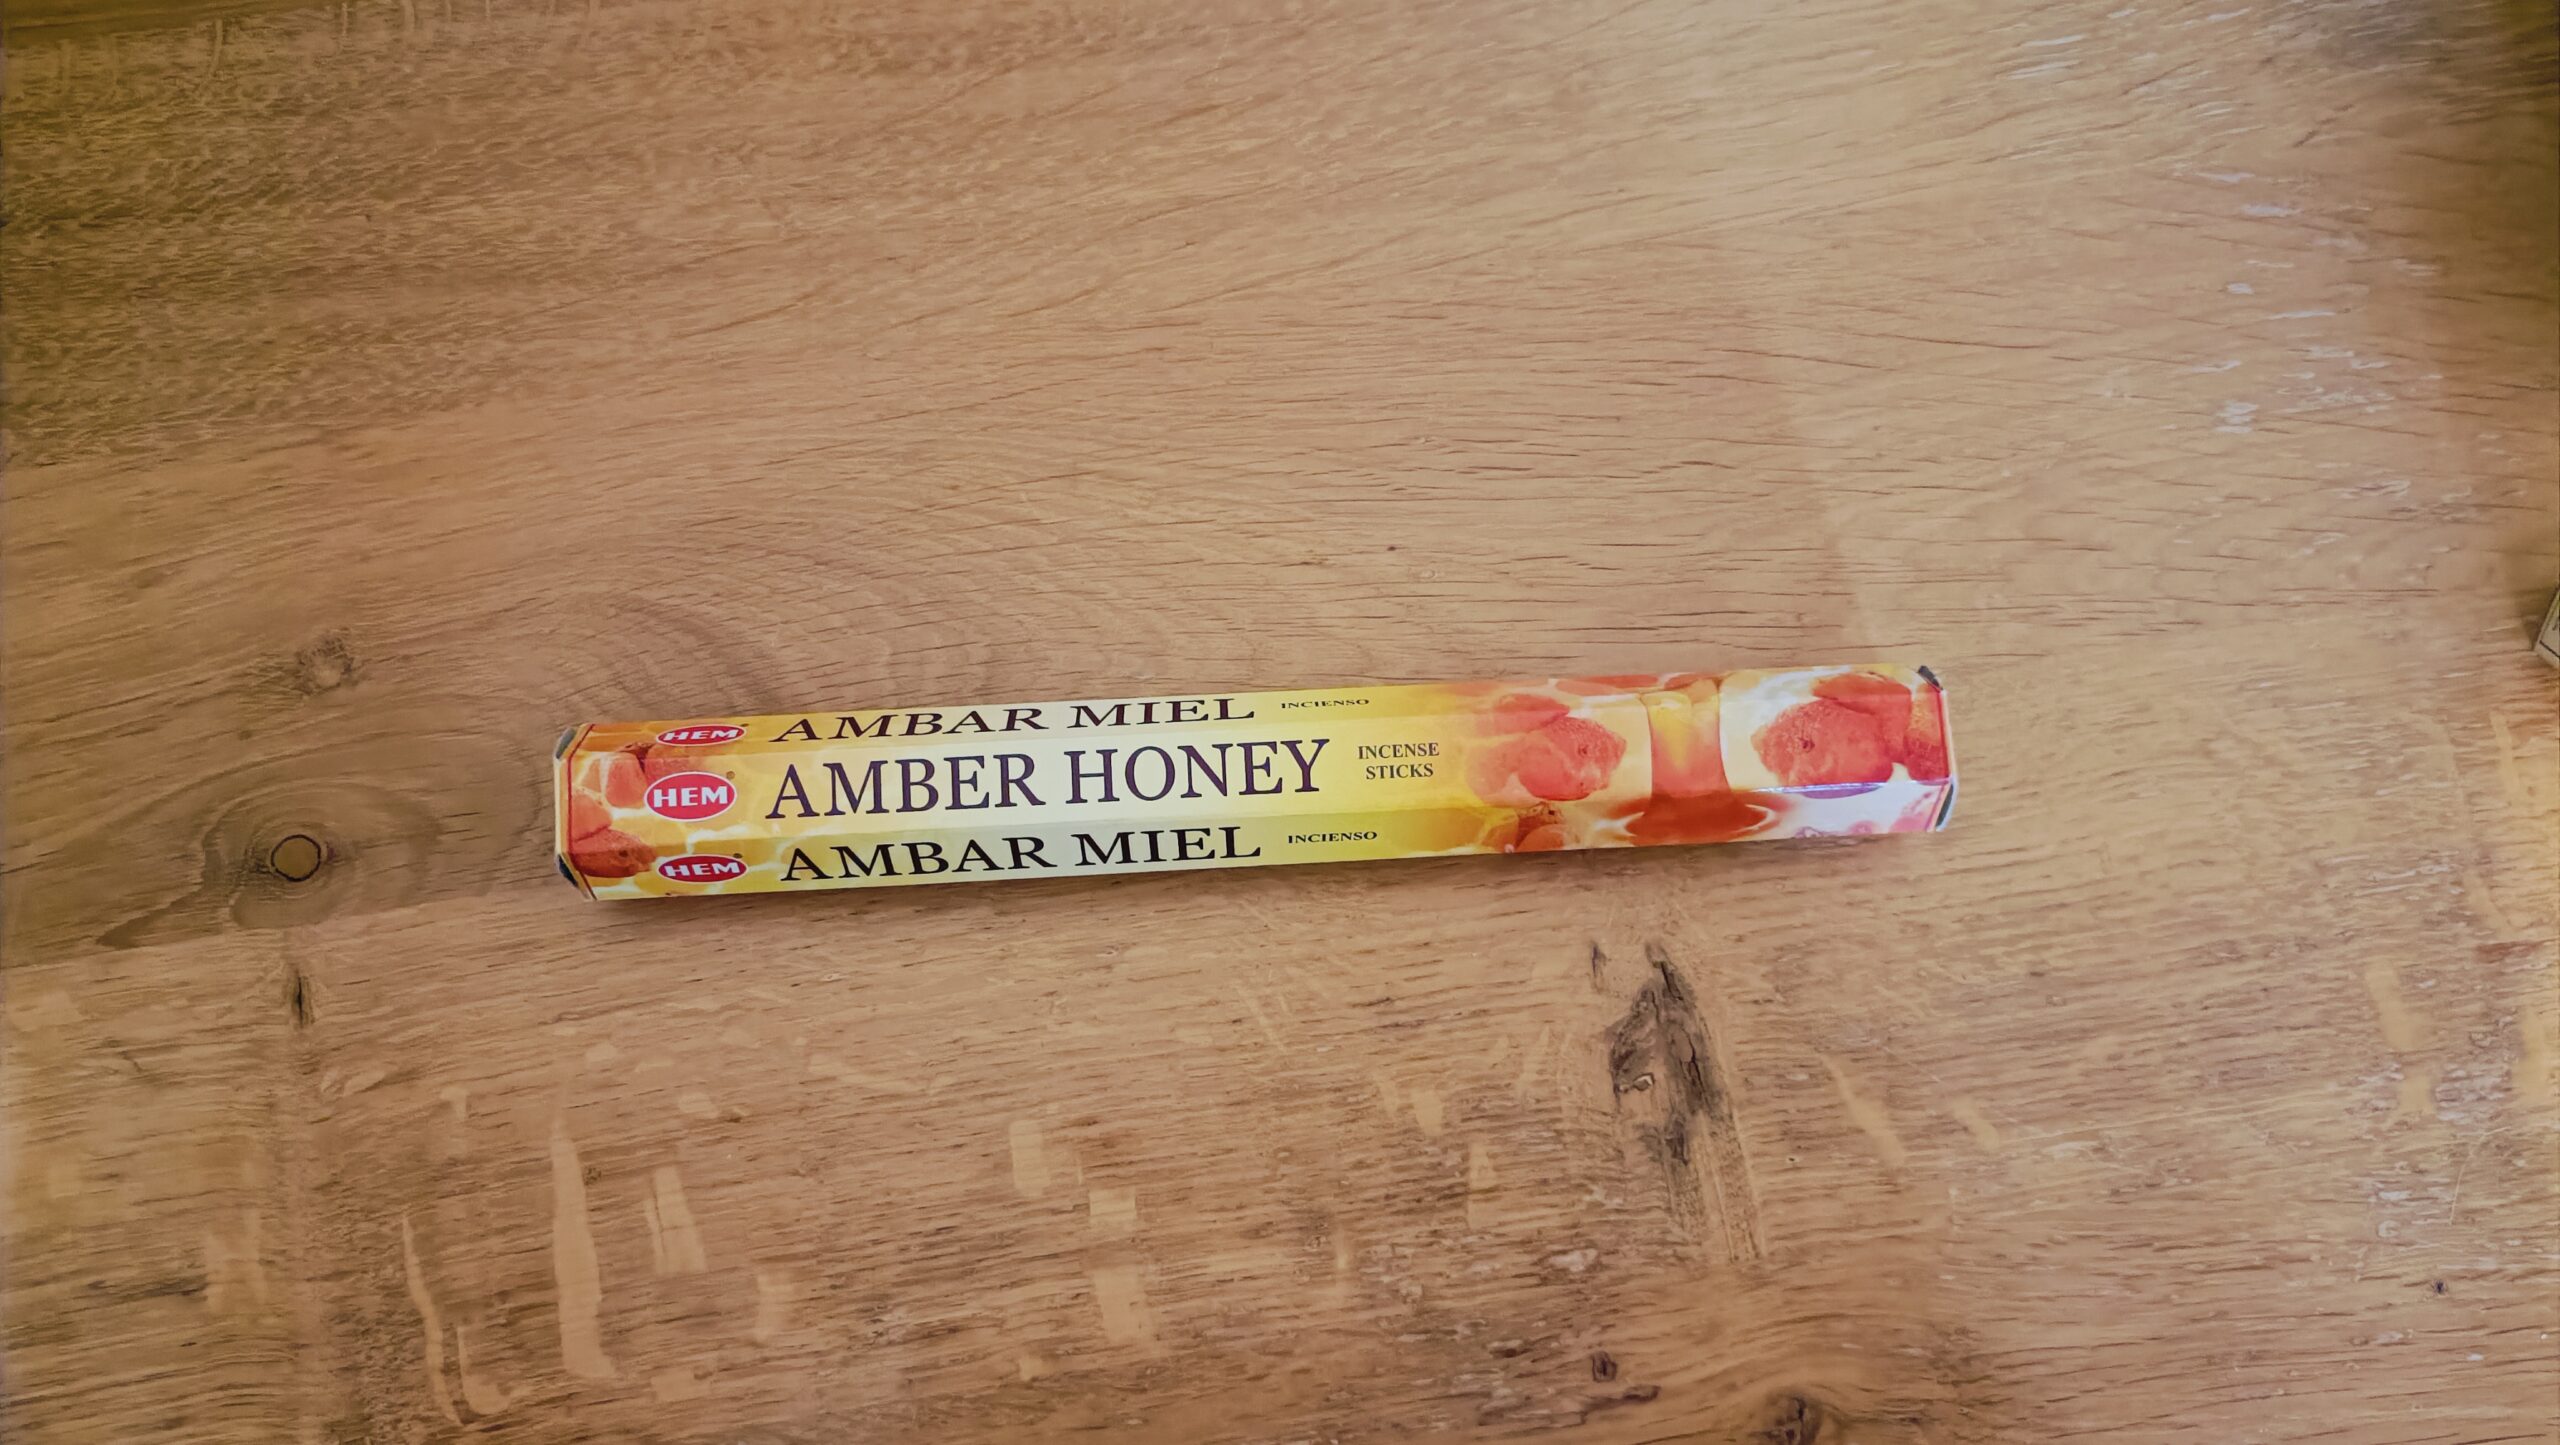 HEM AMBAR MIEL INCIENSO
HEM AMBER HONEY INCENSE
STICKS
HEM AMBAR MIEL INCIENSO